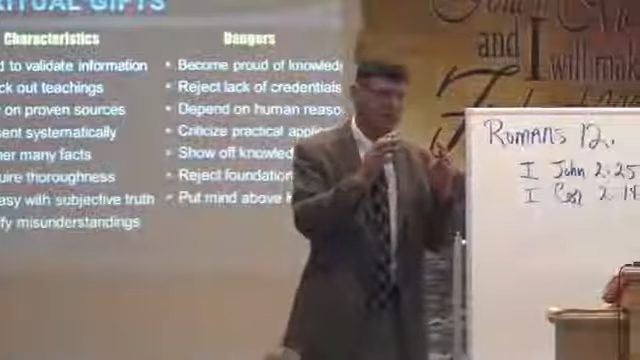 RITUAL GIFTS
Characteristics
to validate information
ck out teachings
on proven sources
sent systematically
her many facts
uire thoroughness
easy with subjective truth
fy misunderstandings
Dangers
• Become proud of knowled
• Reject lack of credentials
• Depend on human reaso
• Criticize practical appli
• Show off knowled
• Reject foundation
• Put mind above
and I will mak
ROMANS 12.
I John 2.25
I Cor 2.14